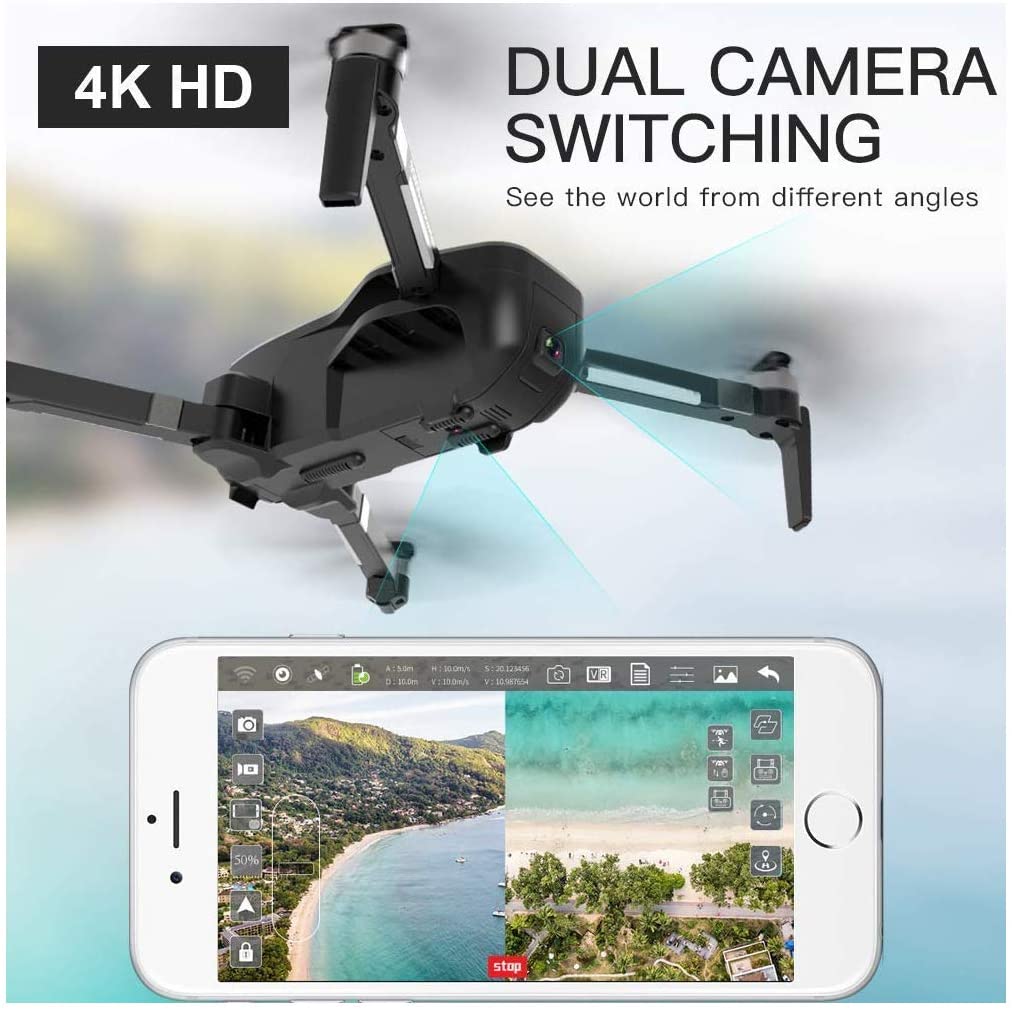 4K HD
DUAL CAMERA
SWITCHING
See the world from different angles
A : 5.0m H : 10.0m/s S : 20.123456
D : 10.0m V : 10.0m/s V : 10.987654
VR
50%
stop